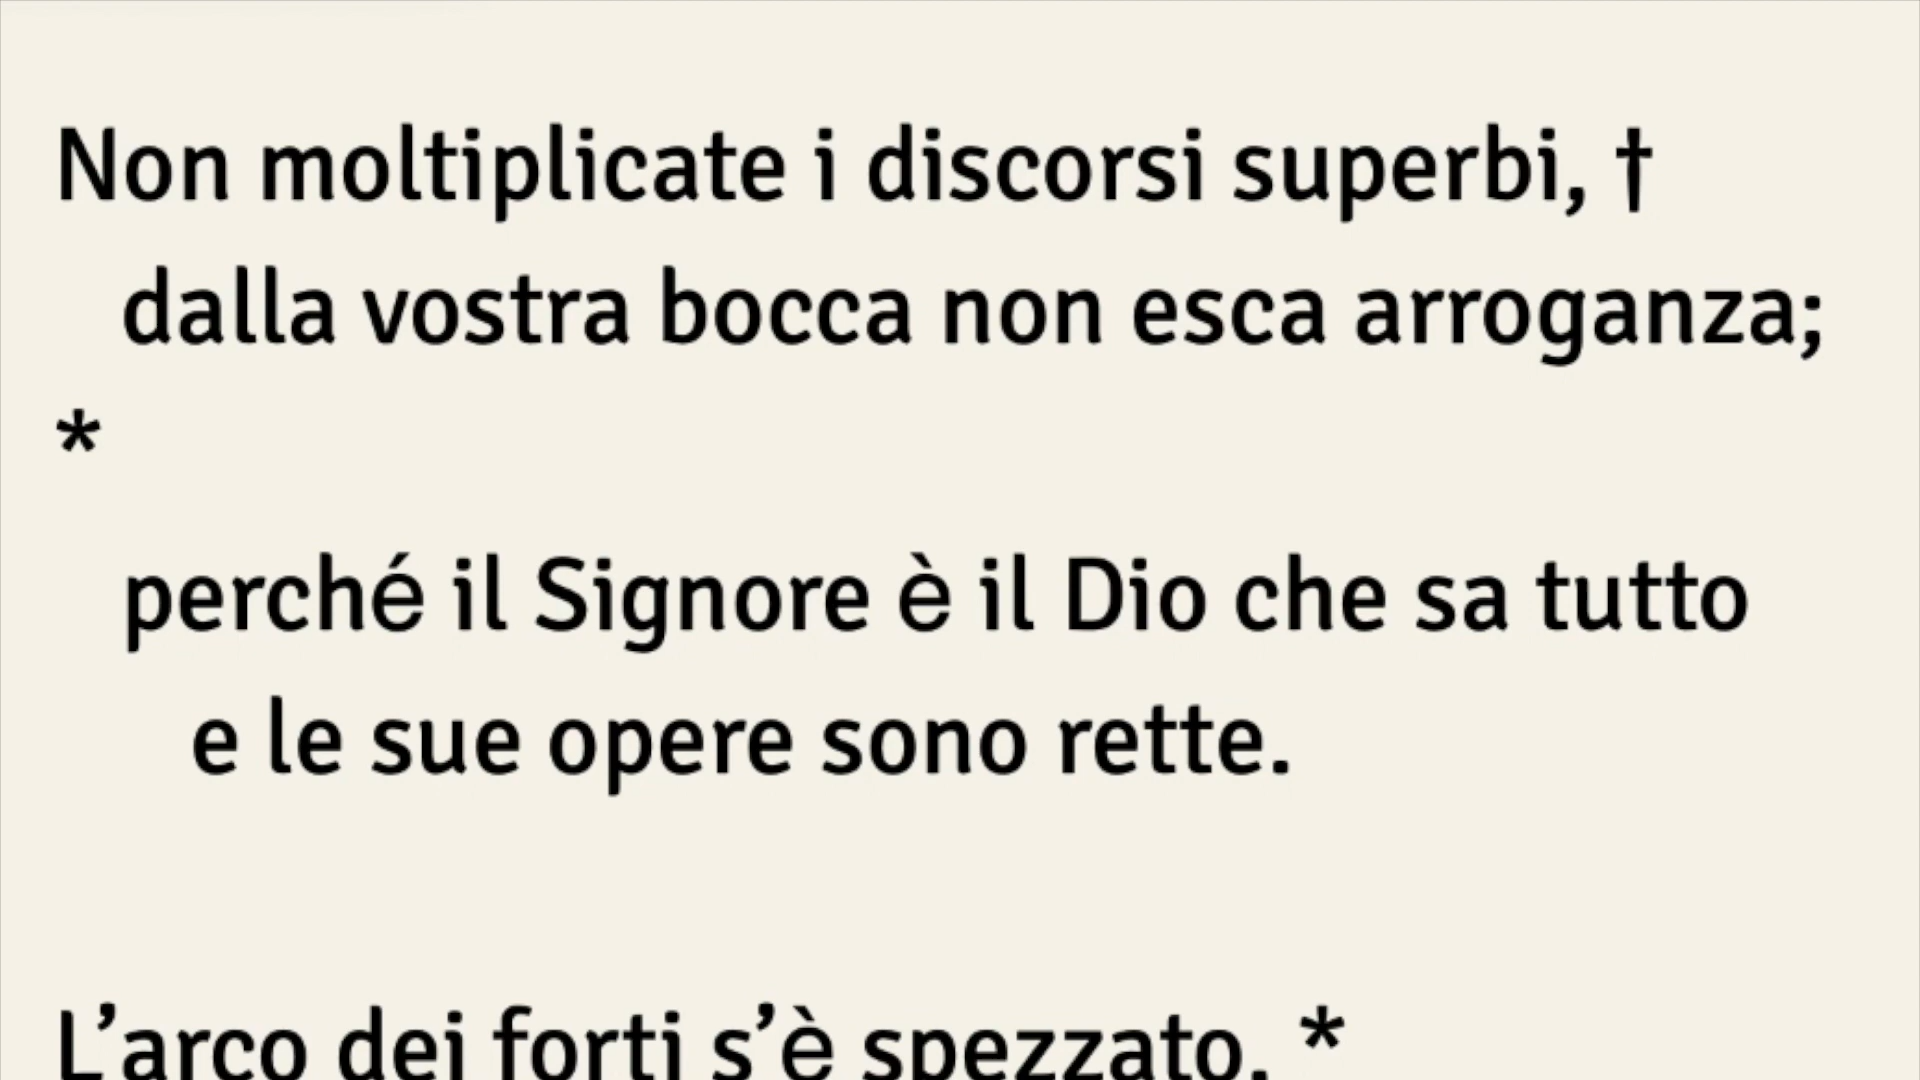 Non moltiplicate i discorsi superbi, †
dalla vostra bocca non esca arroganza;
*
perché il Signore è il Dio che sa tutto
e le sue opere sono rette.
L’arco dei forti s’è spezzato, *